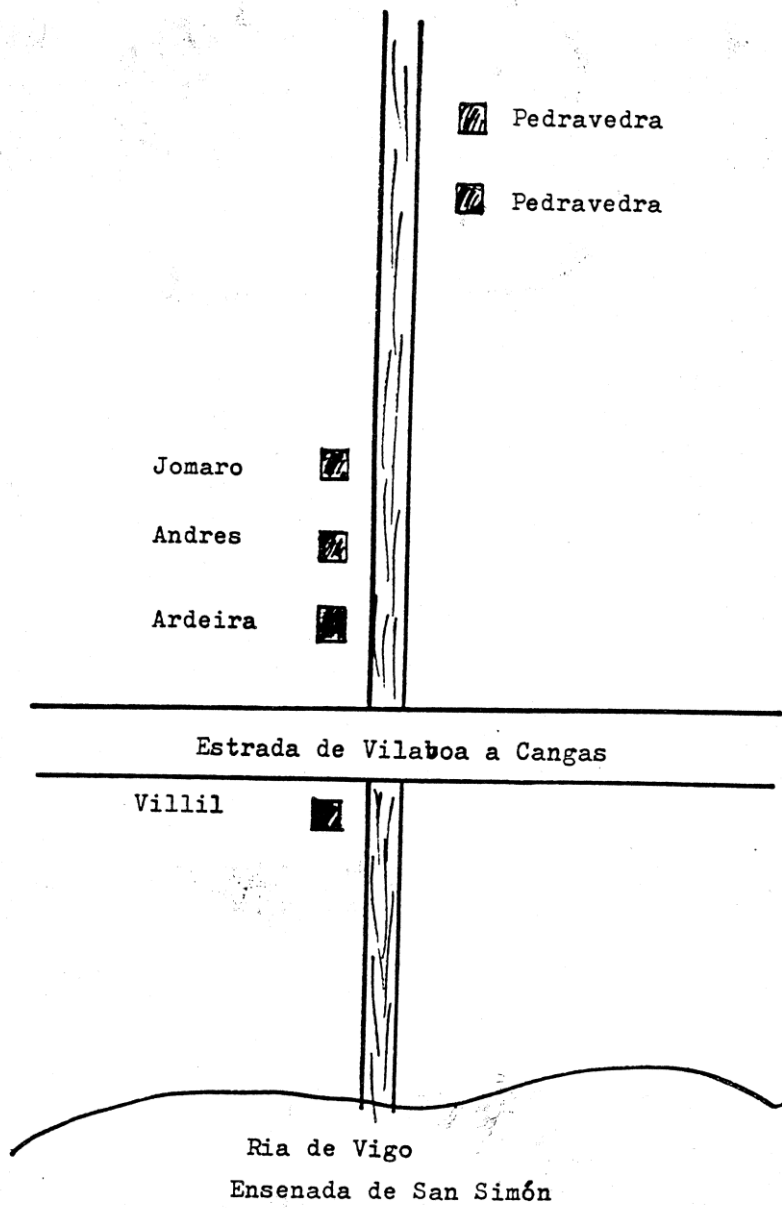 Pedravedra
Pedravedra
Jomaro
Andres
Ardeira
Estrada de Vilaboa a Cangas
Villil
Ria de Vigo
Ensenada de San Simón